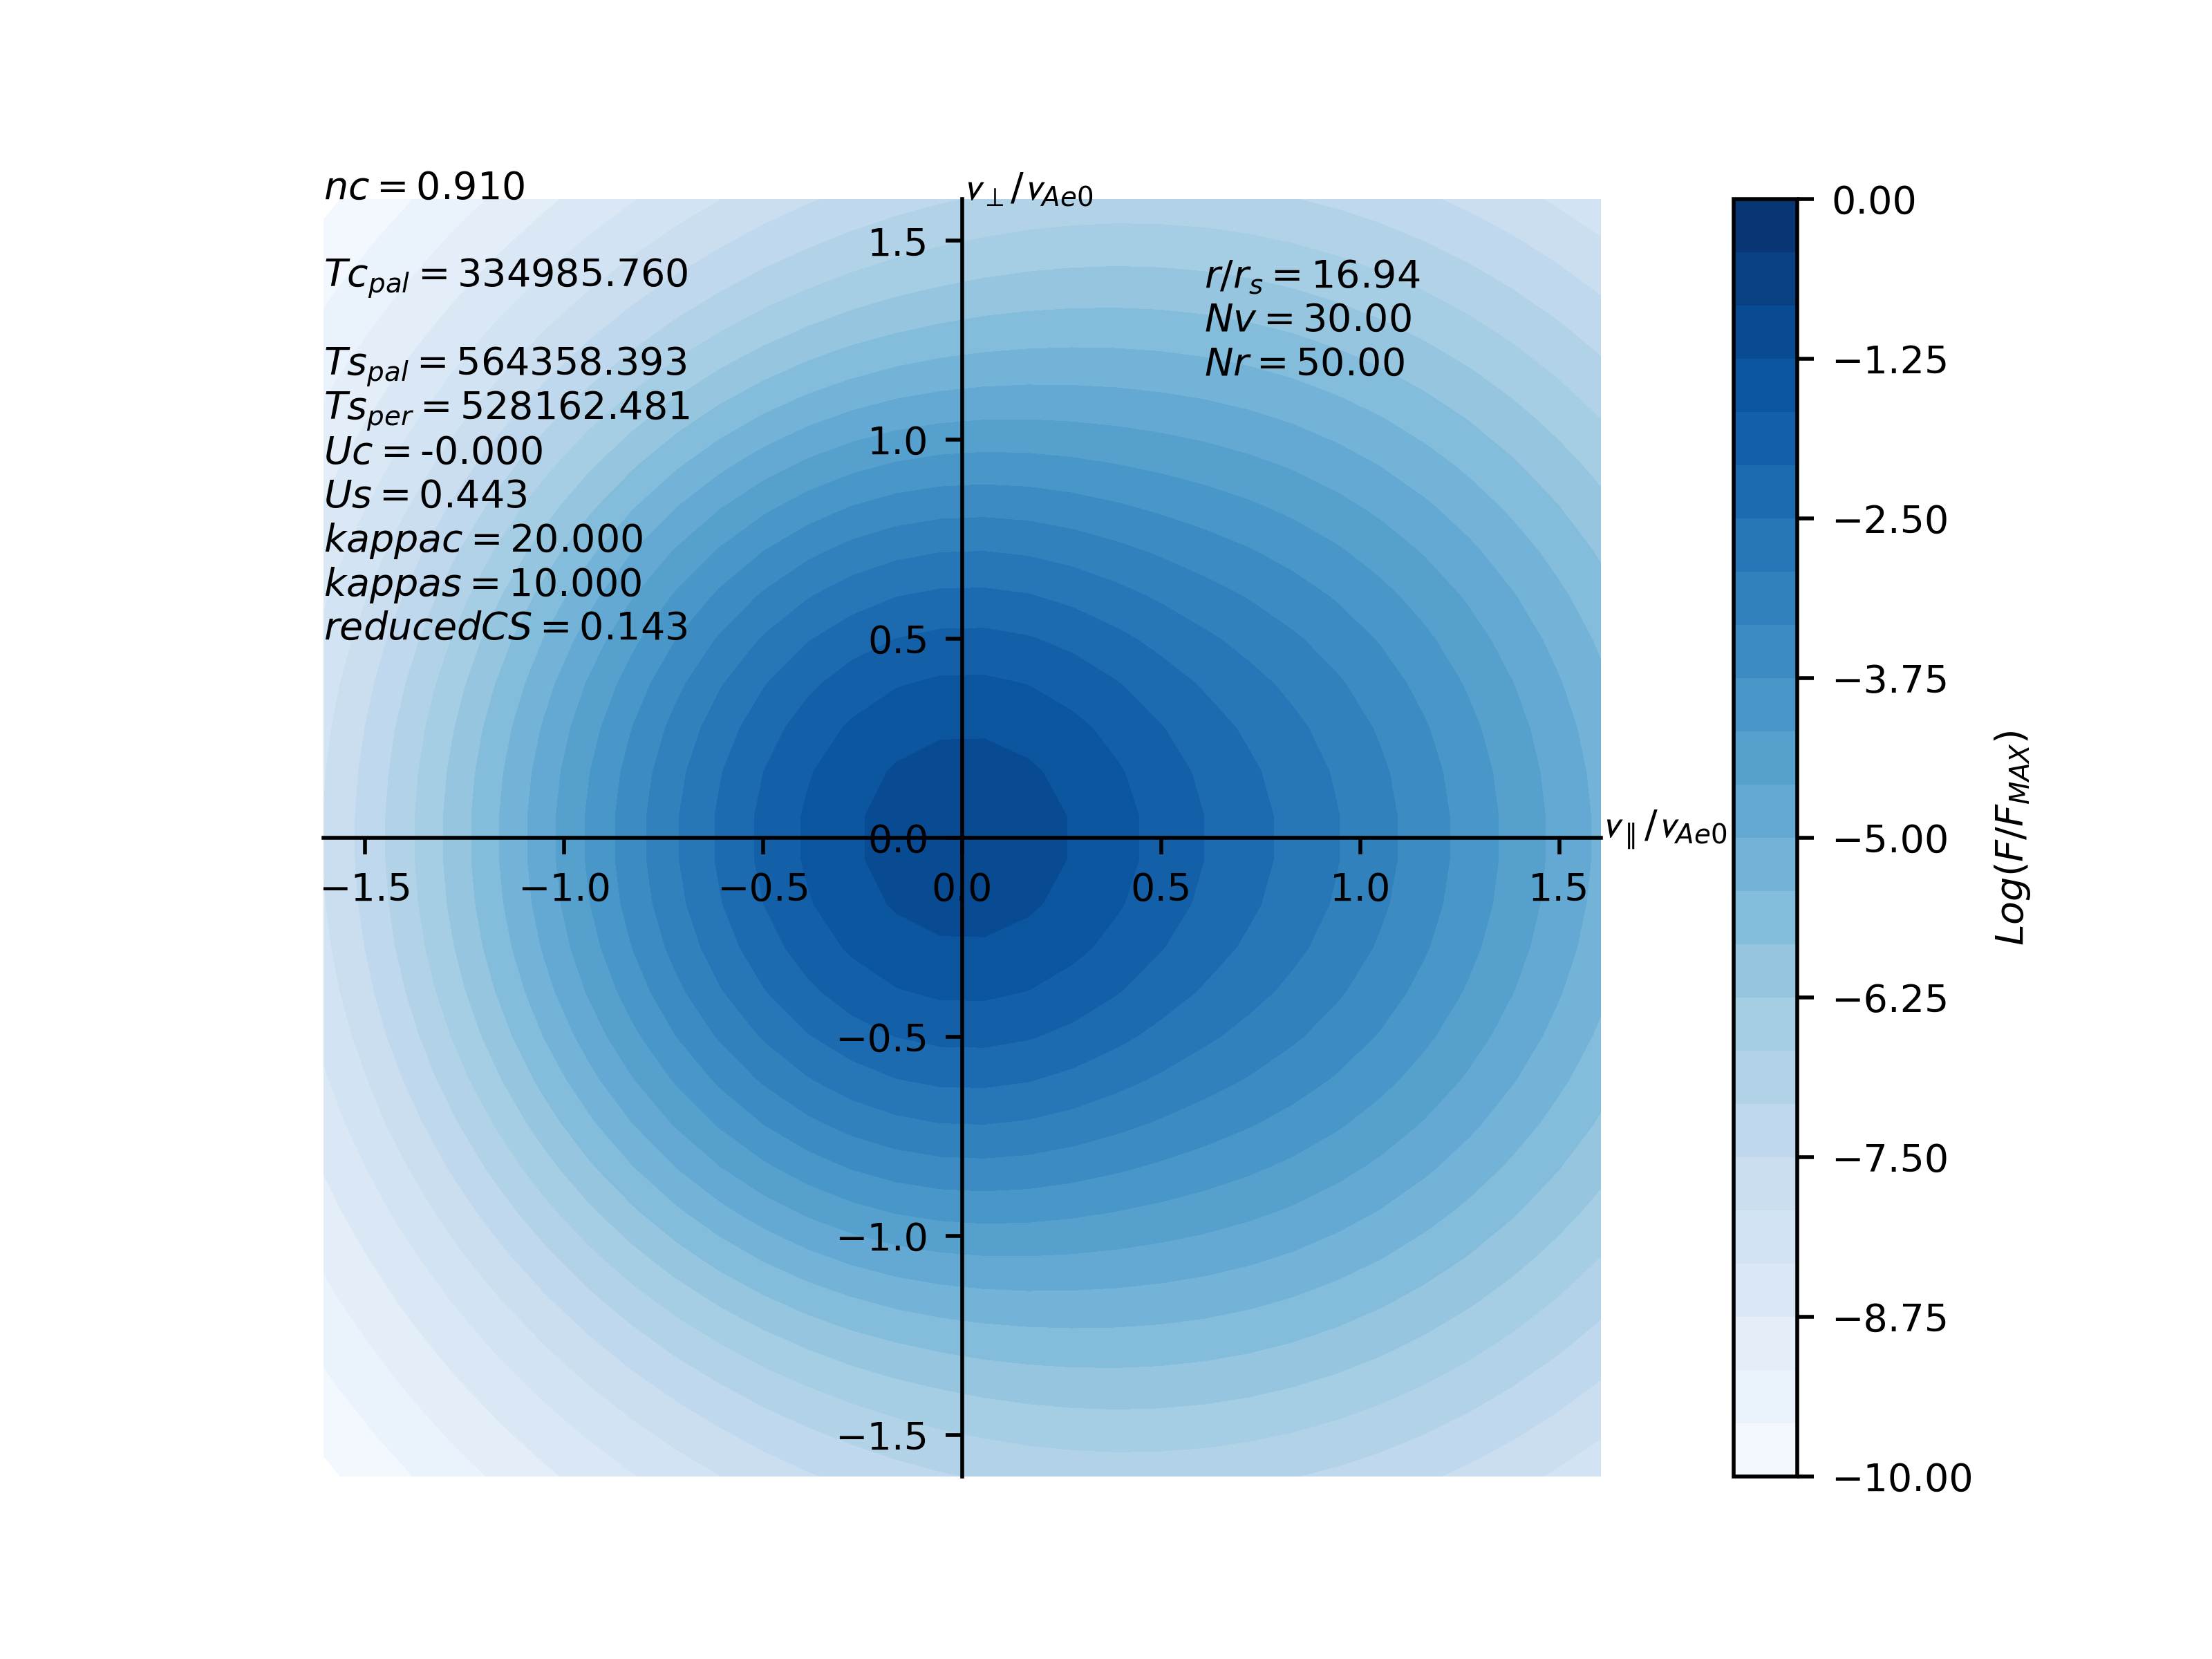 nc = 0.910
v⊥/vAe0
Tcpal = 334985.760
Tspal = 564358.393
Tsper = 528162.481
Uc = -0.000
Us = 0.443
kappac = 20.000
kappas = 10.000
reducedCS = 0.143
r/rs = 16.94
Nv = 30.00
Nr = 50.00
1.5
1.0
0.5
0.0
−0.5
−1.0
−1.5
−1.5 −1.0 −0.5 0.0 0.5 1.0 1.5
v∥/vAe0
0.00
−1.25
−2.50
−3.75
−5.00
−6.25
−7.50
−8.75
−10.00
Log(F/FMAX)